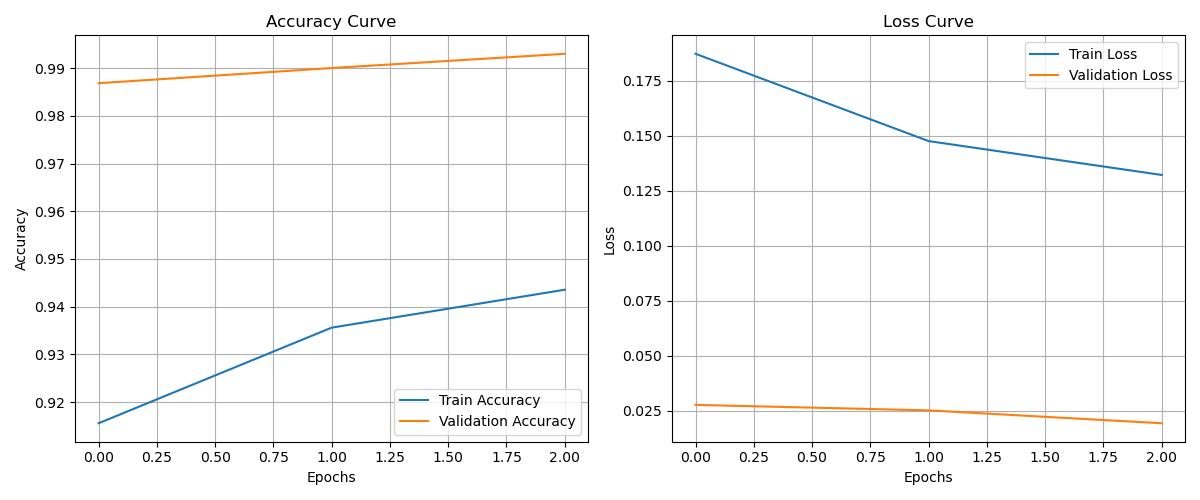 Accuracy Curve
Accuracy
0.99
0.98
0.97
0.96
0.95
0.94
0.93
0.92
Train Accuracy
Validation Accuracy
0.00 0.25 0.50 0.75 1.00 1.25 1.50 1.75 2.00
Epochs
Loss Curve
Loss
0.175
0.150
0.125
0.100
0.075
0.050
0.025
Train Loss
Validation Loss
0.00 0.25 0.50 0.75 1.00 1.25 1.50 1.75 2.00
Epochs